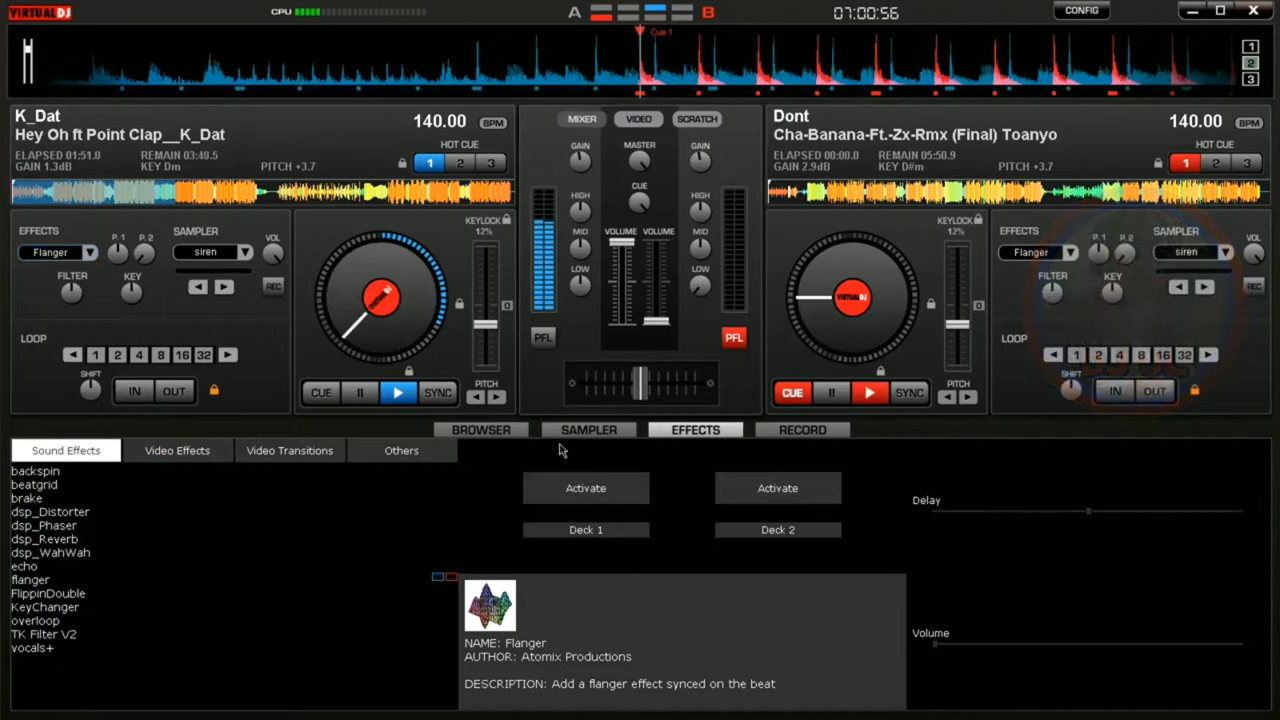 VIRTUAL DJ
CPU
A
B
07:00:56
CONFIG
Cue 1
1
2
3
K_Dat
Hey Oh ft Point Clap__K_Dat
140.00 BPM
ELAPSED 01:51.0 REMAIN 03:40.5
GAIN 1.3dB KEY Dm PITCH +3.7
HOT CUE
1 2 3
MIXER VIDEO SCRATCH
Dont
Cha-Banana-Ft.-Zx-Rmx (Final) Toanyo
140.00 BPM
ELAPSED 00:00.0 REMAIN 05:50.9
GAIN 2.9dB KEY D#m PITCH +3.7
HOT CUE
1 2 3
EFFECTS
Flanger
P.1 P.2
SAMPLER
siren
VOL
FILTER
KEY
REC
LOOP
1 2 4 8 16 32
SHIFT
IN OUT
KEYLOCK
12%
VIRTUAL DJ
0
CUE SYNC
PITCH
GAIN MASTER GAIN
HIGH CUE HIGH
MID VOLUME VOLUME MID
LOW LOW
PFL PFL
KEYLOCK
12%
VIRTUAL DJ
0
CUE SYNC
PITCH
EFFECTS
Flanger
P.1 P.2
SAMPLER
siren
VOL
FILTER
KEY
REC
LOOP
1 2 4 8 16 32
SHIFT
IN OUT
BROWSER SAMPLER EFFECTS RECORD
Sound Effects Video Effects Video Transitions Others
backspin
beatgrid
brake
dsp_Distorter
dsp_Phaser
dsp_Reverb
dsp_WahWah
echo
flanger
FlippinDouble
KeyChanger
overloop
TK Filter V2
vocals+
Activate Activate
Deck 1 Deck 2
NAME: Flanger
AUTHOR: Atomix Productions
DESCRIPTION: Add a flanger effect synced on the beat
Delay
Volume